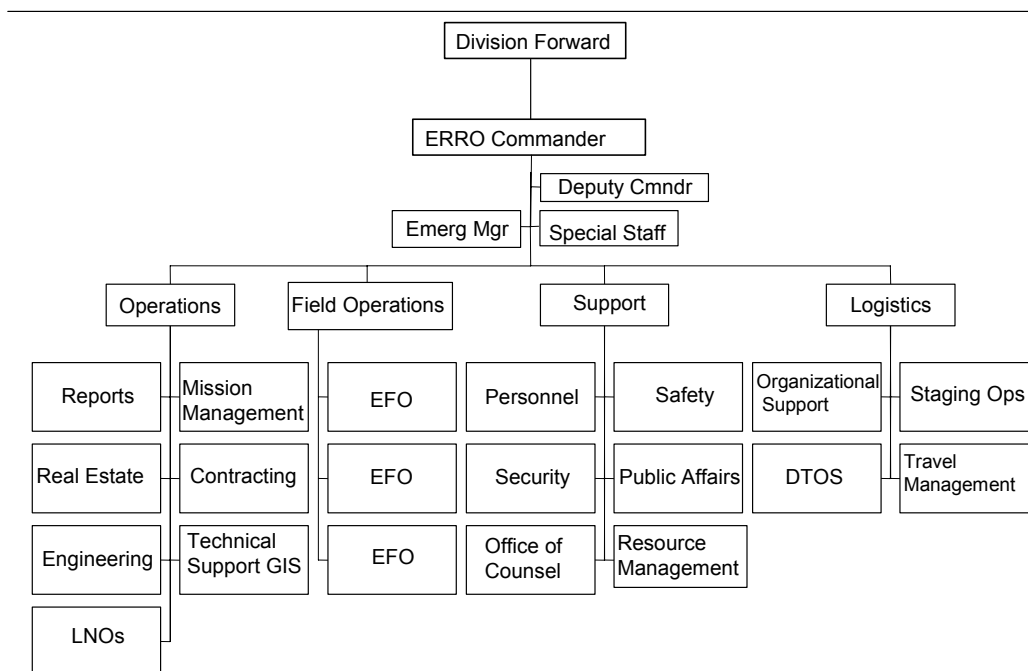 Division Forward
ERRO Commander
Deputy Cmndr
Emerg Mgr
Special Staff
Operations
Field Operations
Support
Logistics
Reports
Mission
Management
EFO
Personnel
Safety
Organizational
Support
Staging Ops
Real Estate
Contracting
EFO
Security
Public Affairs
DTOS
Travel
Management
Engineering
Technical
Support GIS
EFO
Office of
Counsel
Resource
Management
LNOs